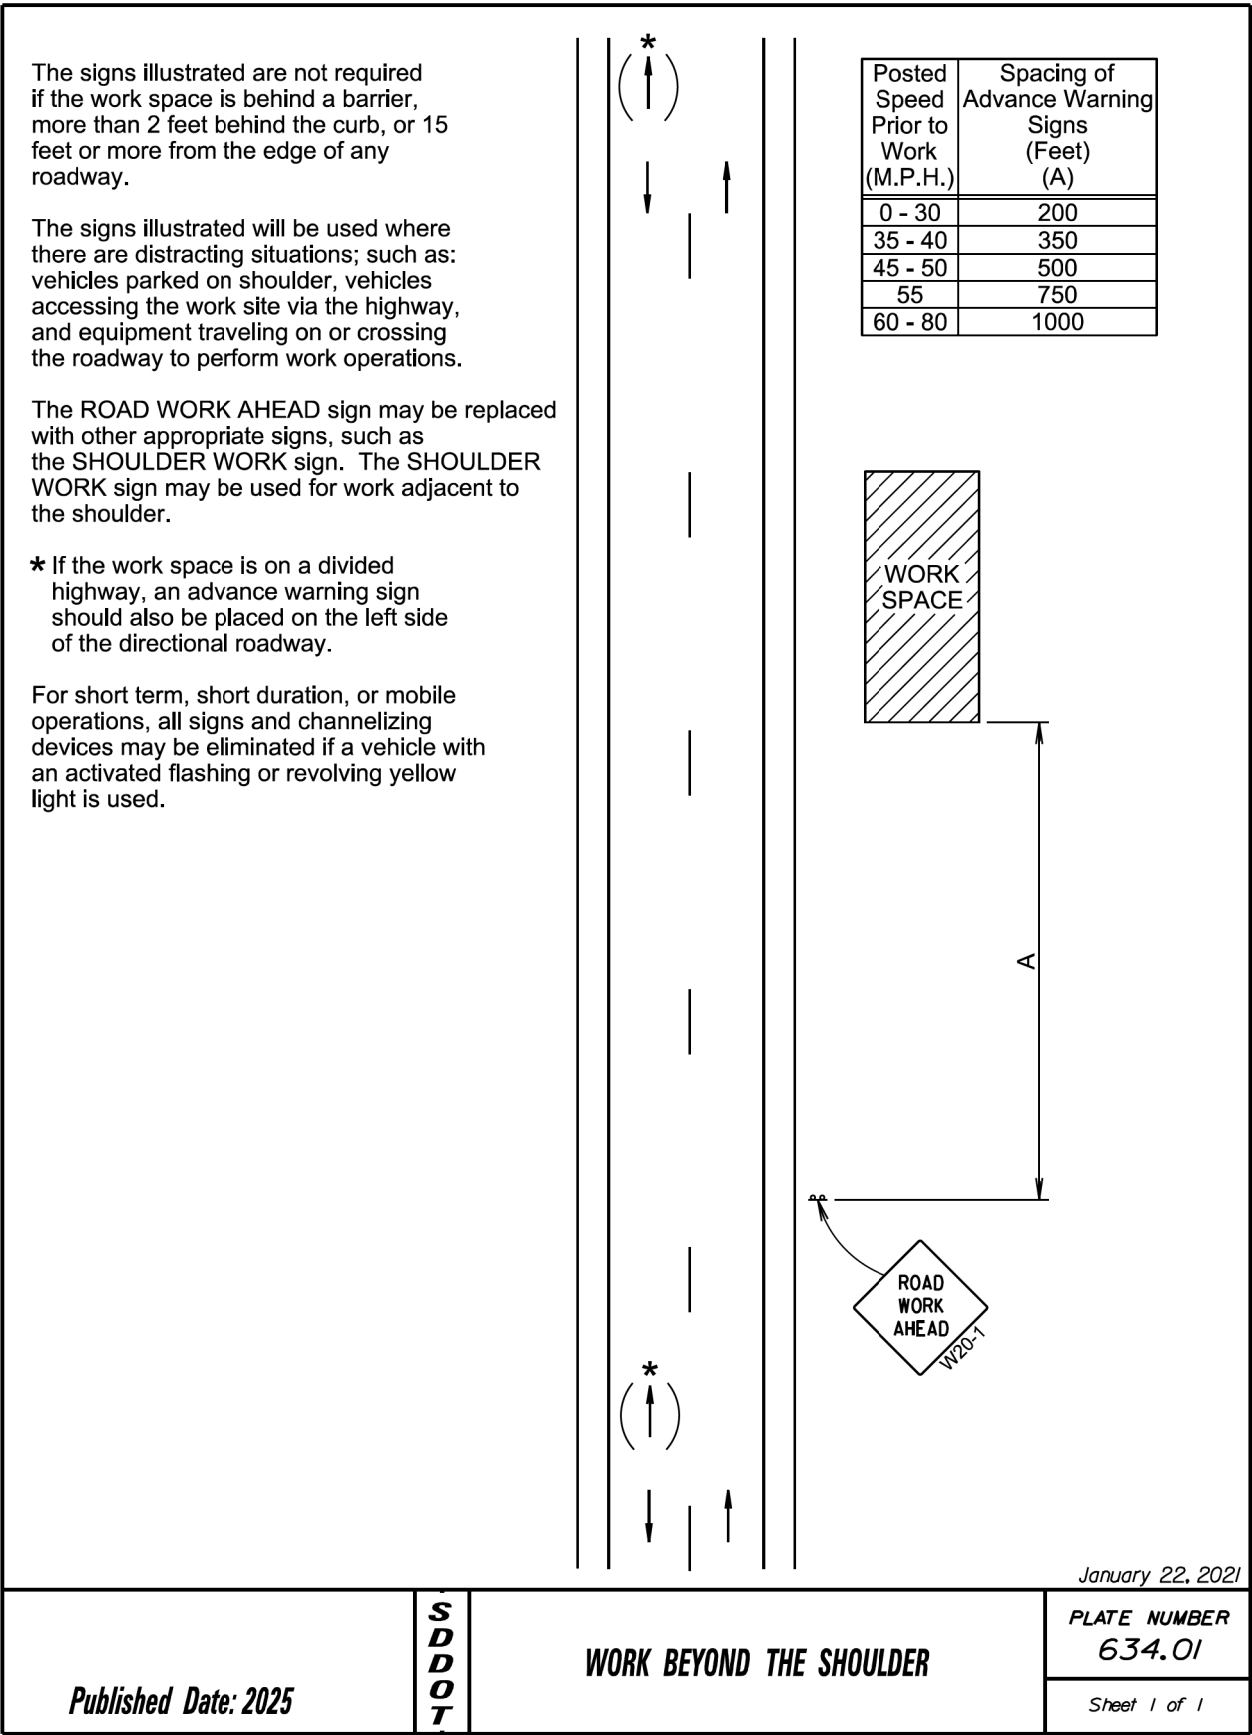 The signs illustrated are not required
if the work space is behind a barrier,
more than 2 feet behind the curb, or 15
feet or more from the edge of any
roadway.
The signs illustrated will be used where
there are distracting situations; such as:
vehicles parked on shoulder, vehicles
accessing the work site via the highway,
and equipment traveling on or crossing
the roadway to perform work operations.
The ROAD WORK AHEAD sign may be replaced
with other appropriate signs, such as
the SHOULDER WORK sign. The SHOULDER
WORK sign may be used for work adjacent to
the shoulder.
* If the work space is on a divided
highway, an advance warning sign
should also be placed on the left side
of the directional roadway.
For short term, short duration, or mobile
operations, all signs and channelizing
devices may be eliminated if a vehicle with
an activated flashing or revolving yellow
light is used.
*
Posted Speed Prior to Work (M.P.H.)
Spacing of Advance Warning Signs (Feet) (A)
0 - 30 200
35 - 40 350
45 - 50 500
55 750
60 - 80 1000
WORK
SPACE
A
ROAD
WORK
AHEAD
W20-1
*
January 22, 2021
Published Date: 2025
SDDOT
WORK BEYOND THE SHOULDER
PLATE NUMBER
634.01
Sheet 1 of 1